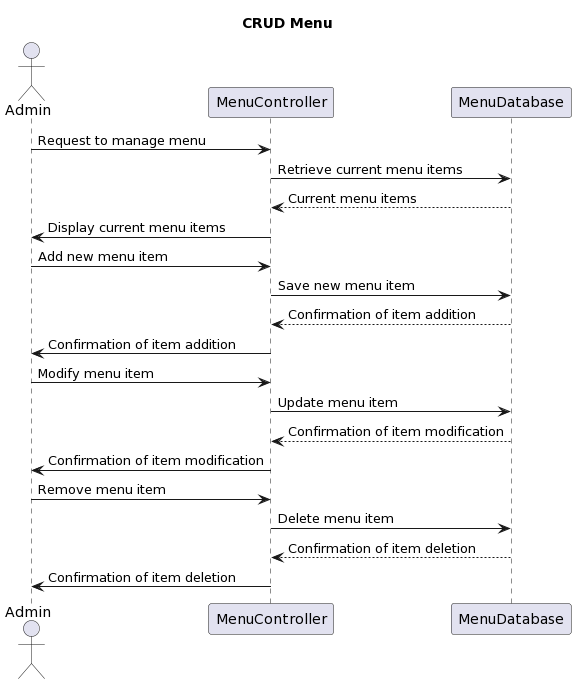 CRUD Menu
Admin
MenuController
MenuDatabase
Request to manage menu
Retrieve current menu items
Current menu items
Display current menu items
Add new menu item
Save new menu item
Confirmation of item addition
Confirmation of item addition
Modify menu item
Update menu item
Confirmation of item modification
Confirmation of item modification
Remove menu item
Delete menu item
Confirmation of item deletion
Confirmation of item deletion
Admin
MenuController
MenuDatabase